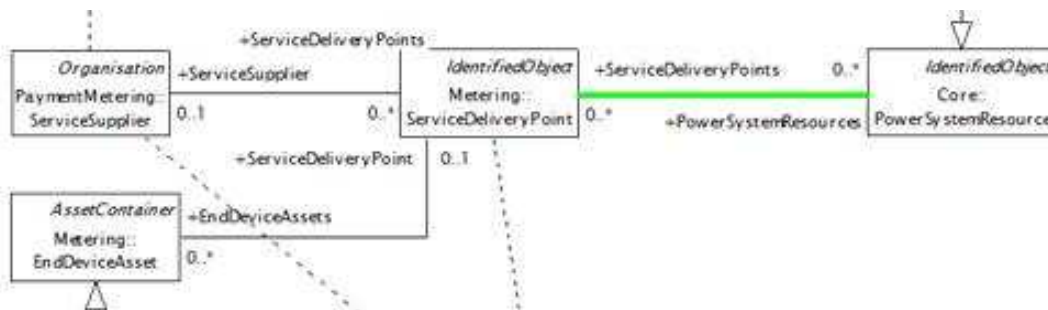 +ServiceDeliveryPoints
Organisation
PaymentMetering::
ServiceSupplier
+ServiceSupplier
0..1
0..*
IdentifiedObject
Metering::
ServiceDeliveryPoint
+ServiceDeliveryPoints
0..*
0..*
+PowerSystemResources
IdentifiedObject
Core::
PowerSystemResource
+ServiceDeliveryPoint
0..1
AssetContainer
Metering::
EndDeviceAsset
+EndDeviceAssets
0..*